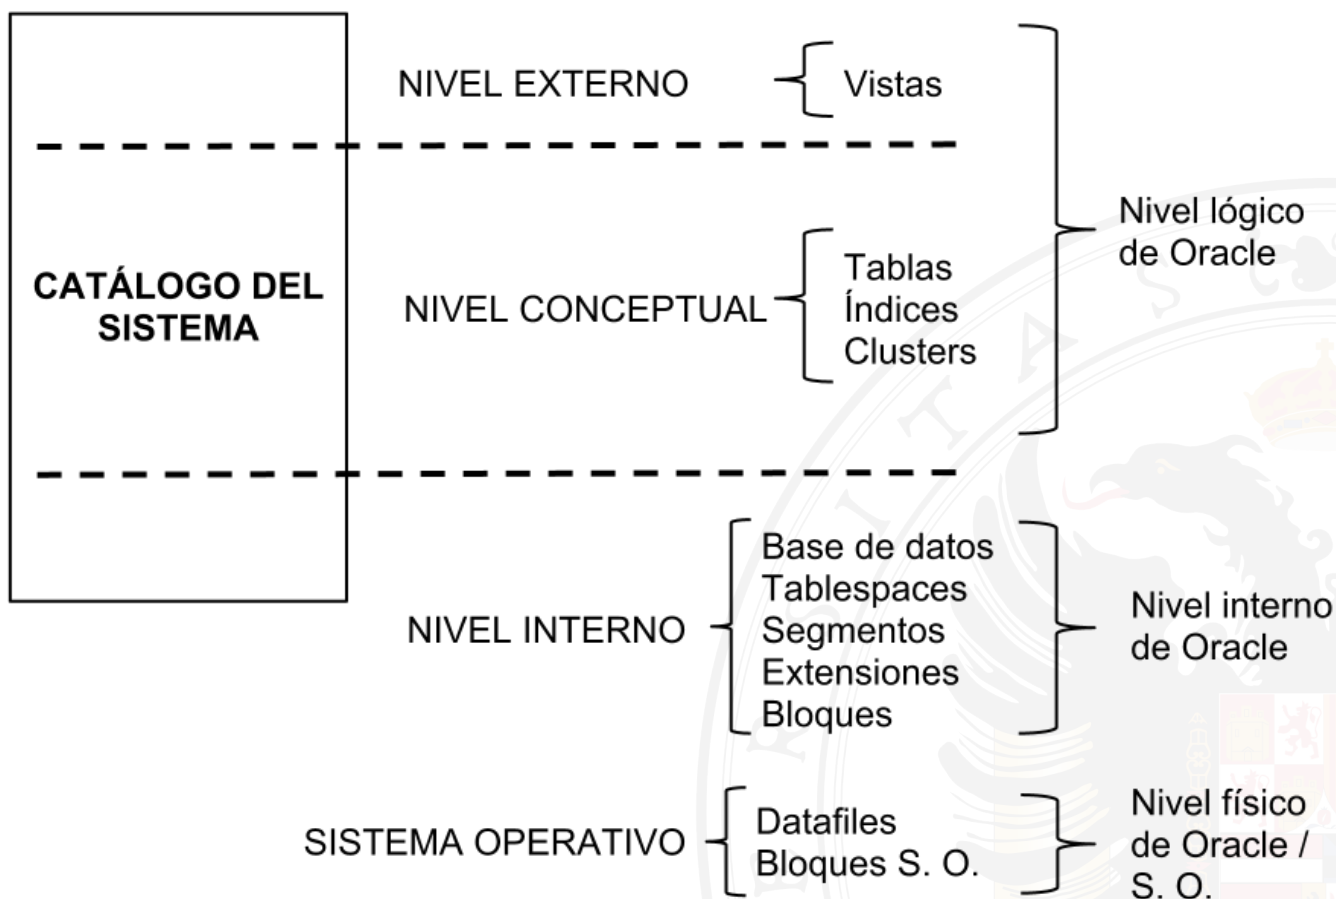 NIVEL EXTERNO
Vistas
CATÁLOGO DEL
SISTEMA
NIVEL CONCEPTUAL
Tablas
Índices
Clusters
Nivel lógico
de Oracle
NIVEL INTERNO
Base de datos
Tablespaces
Segmentos
Extensiones
Bloques
Nivel interno
de Oracle
SISTEMA OPERATIVO
Datafiles
Bloques S. O.
Nivel físico
de Oracle /
S. O.
E R S I T A S